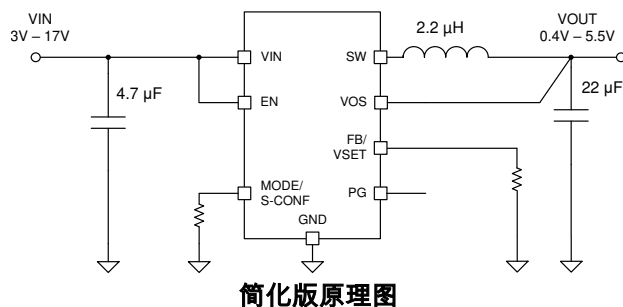 VIN
3V – 17V
4.7 µF
VIN
EN
MODE/
S-CONF
GND
SW
VOS
FB/
VSET
PG
2.2 µH
VOUT
0.4V – 5.5V
22 µF
简化版原理图